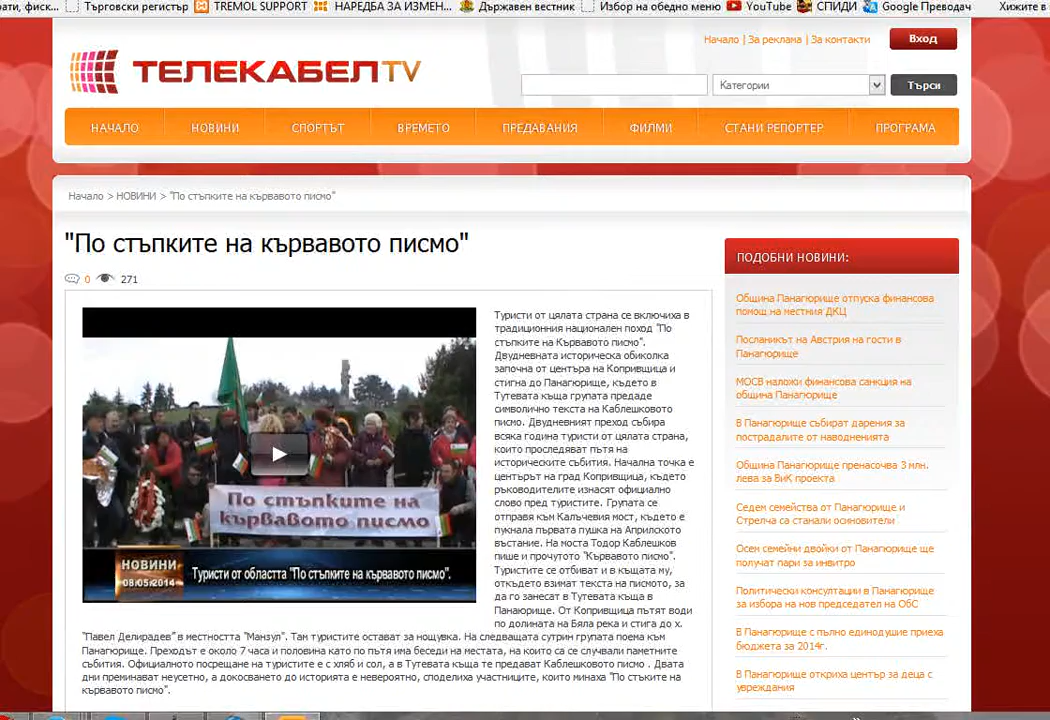 рати, фиск...
Търговски регистър
TREMOL SUPPORT
НАРЕДБА ЗА ИЗМЕН...
Държавен вестник
Избор на обедно меню
YouTube
СПИДИ
Google Преводач
Хижите в
Начало | За реклама | За контакти
Вход
ТЕЛЕКАБЕЛTV
Категории
Търси
НАЧАЛО
НОВИНИ
СПОРТЪТ
ВРЕМЕТО
ПРЕДАВАНИЯ
ФИЛМИ
СТАНИ РЕПОРТЕР
ПРОГРАМА
Начало > НОВИНИ > "По стъпките на кървавото писмо"
"По стъпките на кървавото писмо"
0 271
Туристи от цялата страна се включиха в
традиционния национален поход "По
стъпките на Кървавото писмо".
Двудневната историческа обиколка
започна от центъра на Копривщица и
стигна до Панагюрище, където в
Тутевата къща групата предаде
символично текста на Каблешковото
писмо. Двудневният преход събира
всяка година туристи от цялата страна,
които проследяват пътя на
историческите събития. Начална точка е
центърът на град Копривщица, където
ръководителите изнасят официално
слово пред туристите. Групата се
отправя към Калъчевия мост, където е
пукнала първата пушка на Априлското
въстание. На моста Тодор Каблешков
пише и прочутото "Кървавото писмо".
Туристите се отбиват и в къщата му,
откъдето взимат текста на писмото, за
да го занесат в Тутевата къща в
Панаюрище. От Копривщица пътят води
по долината на Бяла река и стига до х.
"Павел Делирадев" в местността "Манзул". Там туристите остават за нощувка. На следващата сутрин групата поема към
Панагюрище. Преходът е около 7 часа и половина като по пътя има беседи на местата, на които са се случвали паметните
събития. Официалното посрещане на туристите е с хляб и сол, а в Тутевата къща те предават Каблешковото писмо . Двата
дни преминават неусетно, а докосването до историята е невероятно, споделиха участниците, които минаха "По стъките на
кървавото писмо".
По стъпките на
кървавото писмо
НОВИНИ
08/05/2014
Туристи от областта "По стъпките на кървавото писмо".
ПОДОБНИ НОВИНИ:
Община Панагюрище отпуска финансова
помощ на местния ДКЦ
Посланикът на Австрия на гости в
Панагюрище
МОСВ наложи финансова санкция на
община Панагюрище
В Панагюрище събират дарения за
пострадалите от наводненията
Община Панагюрище пренасочва 3 млн.
лева за ВиК проекта
Седем семейства от Панагюрище и
Стрелча са станали осиновители
Осем семейни двойки от Панагюрище ще
получат пари за инвитро
Политически консултации в Панагюрище
за избора на нов председател на ОбС
В Панагюрище с пълно единодушие приеха
бюджета за 2014г.
В Панагюрище откриха център за деца с
увреждания